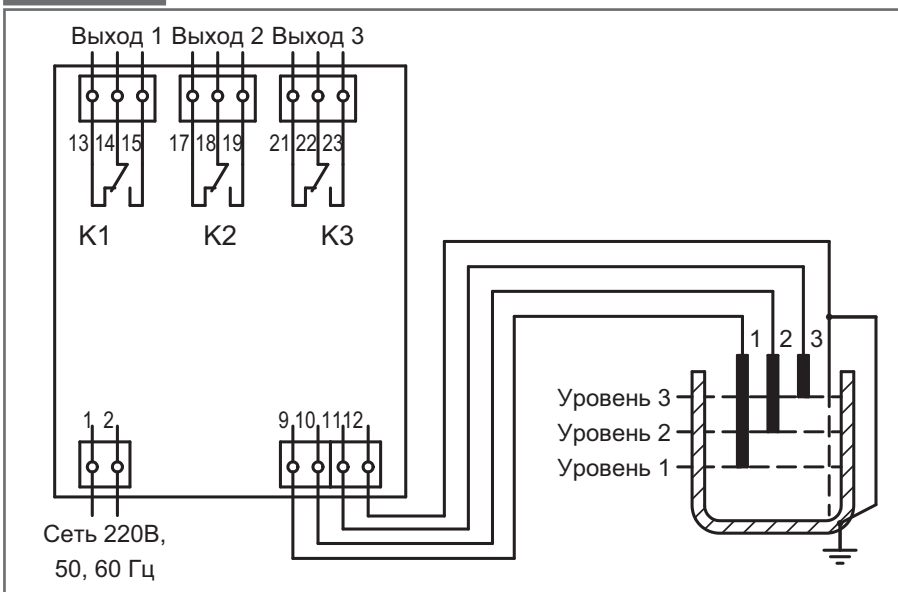 Выход 1 Выход 2 Выход 3
13 14 15 17 18 19 21 22 23
K1 K2 K3
1 2 3
Уровень 3
Уровень 2
Уровень 1
1 2 9 10 11 12
Сеть 220В,
50, 60 Гц